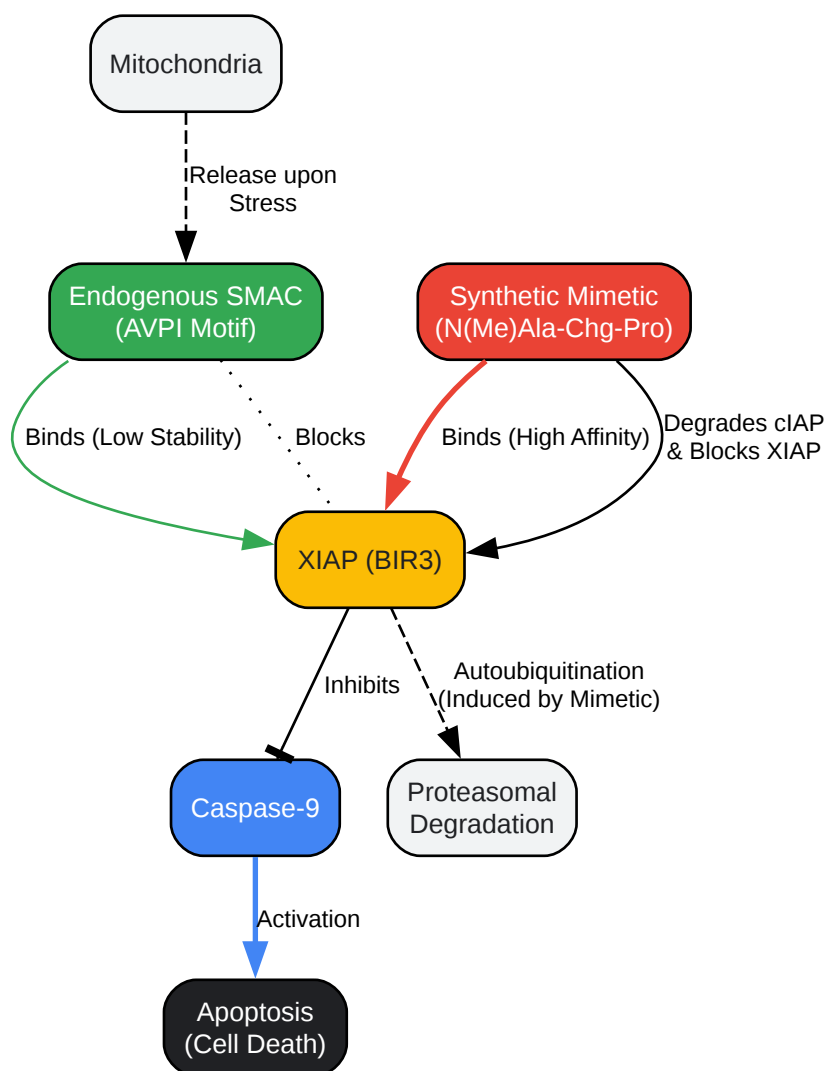 Mitochondria
Release upon
Stress
Endogenous SMAC
(AVPI Motif)
Synthetic Mimetic
(N(Me)Ala-Chg-Pro)
Binds (Low Stability)
Blocks
Binds (High Affinity)
Degrades cIAP
& Blocks XIAP
XIAP (BIR3)
Inhibits
Autoubiquitination
(Induced by Mimetic)
Caspase-9
Proteasomal
Degradation
Activation
Apoptosis
(Cell Death)